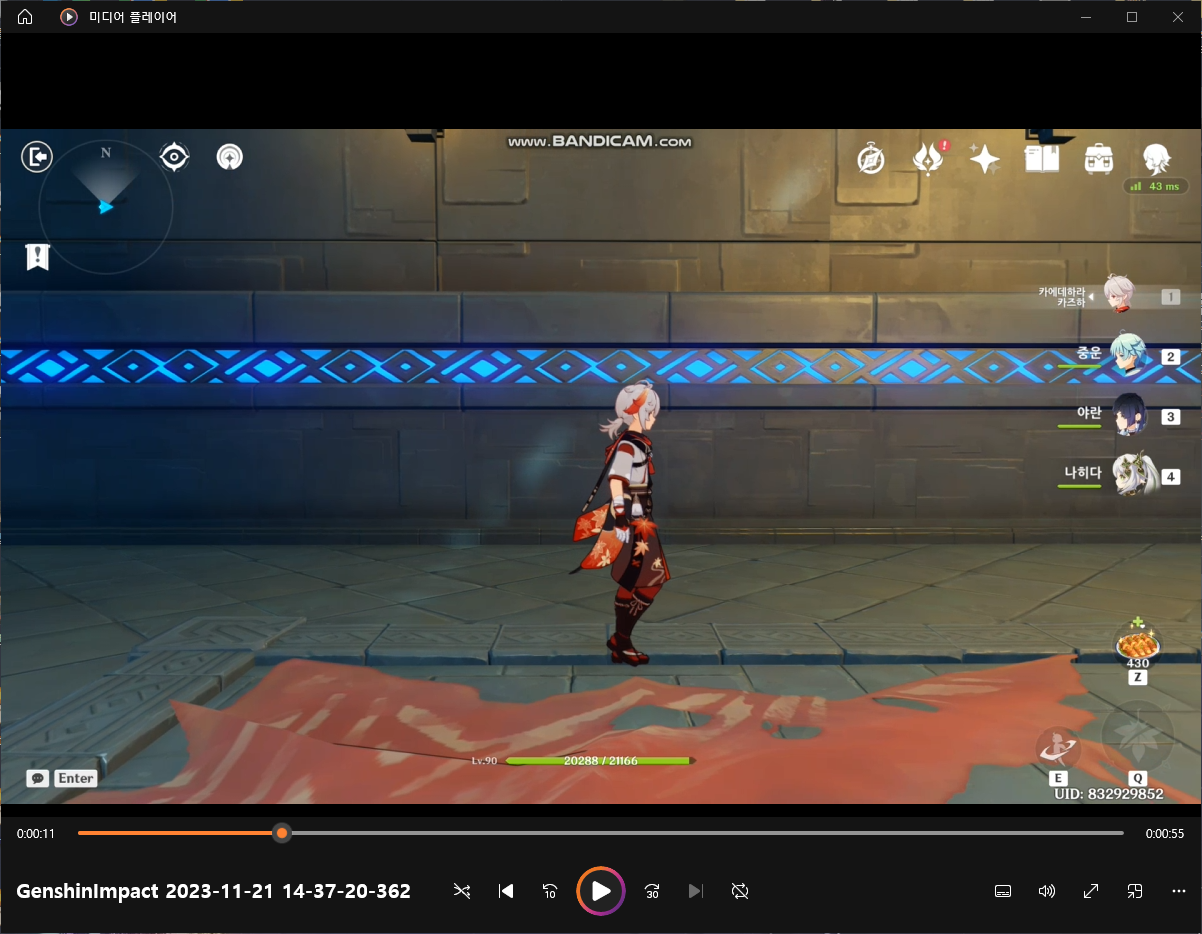 미디어 플레이어
www.BANDICAM.com
N
43 ms
카에데하라
카즈하
1
중운
2
야란
3
나히다
4
430
Z
Lv.90
20288 / 21166
Enter
E
Q
UID: 832929852
0:00:11
0:00:55
GenshinImpact 2023-11-21 14-37-20-362
10
30